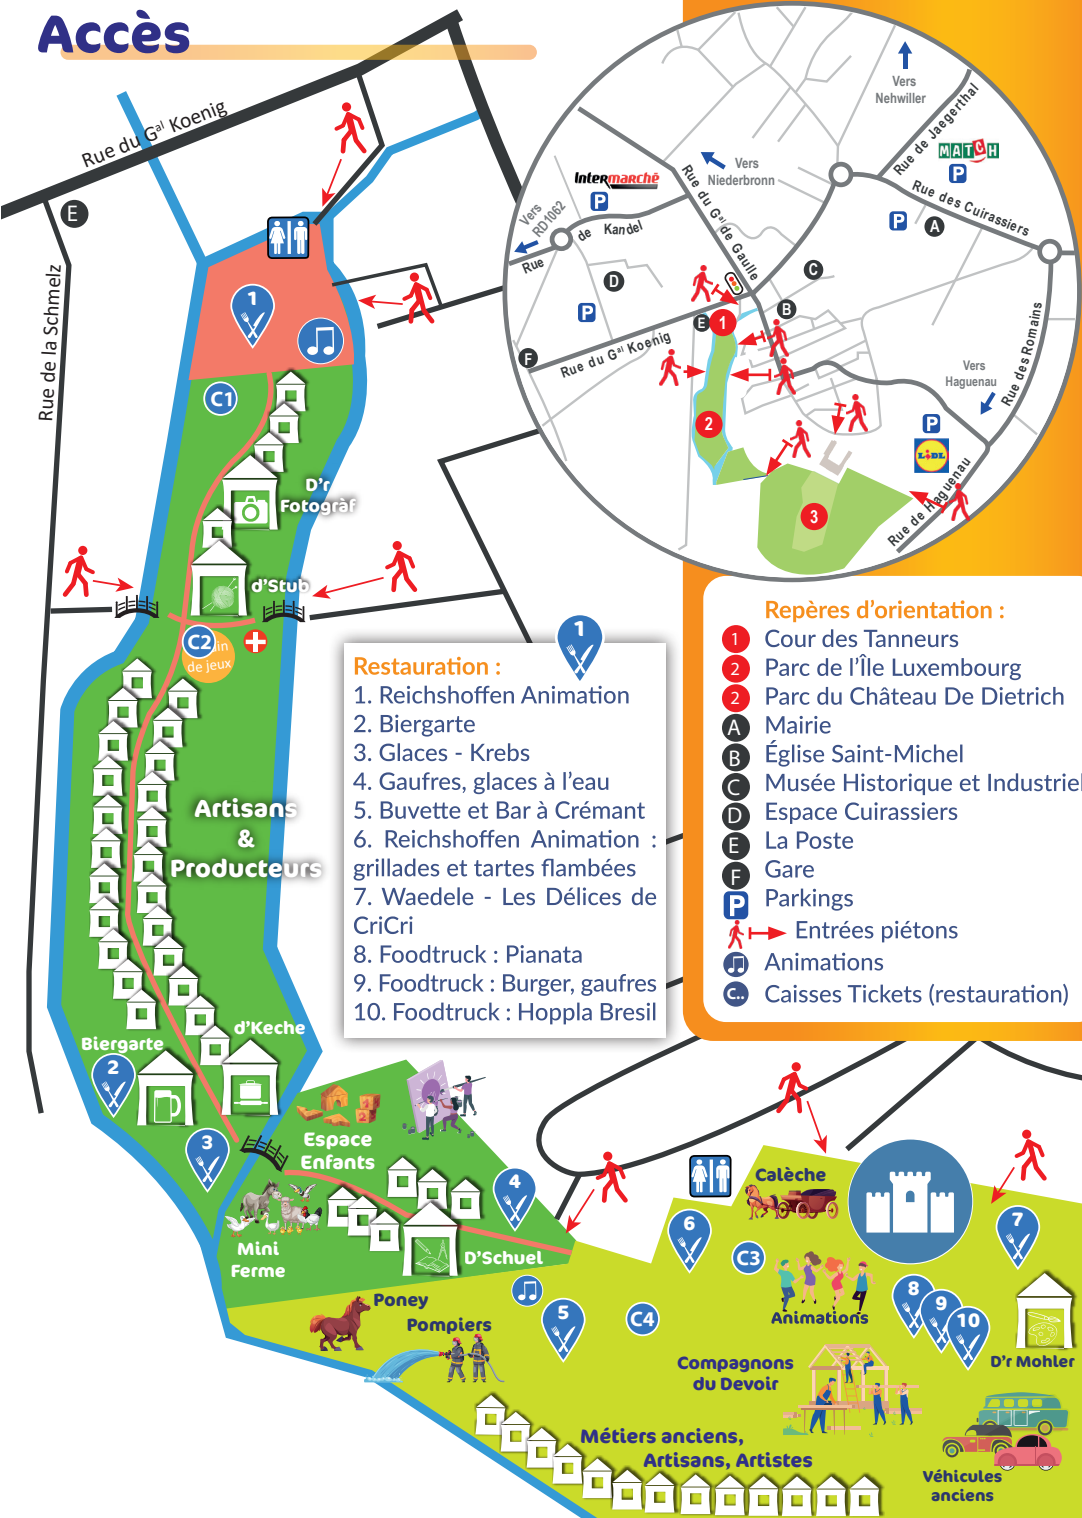 Accès
Rue du Gal Koenig
E
Rue de la Schmelz
1
C1
D'r
Fotogràf
d'Stub
C2
de jeux
Artisans
&
Producteurs
d'Keche
Biergarte
2
3
Espace
Enfants
4
Mini
Ferme
D'Schuel
Poney
Pompiers
5
C4
6
C3
Calèche
7
Animations
8
9
10
D'r Mohler
Compagnons
du Devoir
Métiers anciens,
Artisans, Artistes
Véhicules
anciens
Vers
Nehwiller
Rue de Jaegerthal
MATCH
P
Rue des Cuirassiers
P
A
Vers
Niederbronn
Intermarché
P
Vers
RD1062
Rue de Kandel
Rue du Gal de Gaulle
C
D
P
B
E
1
F
Rue du Gal Koenig
2
3
Rue des Romains
Vers
Haguenau
P
LIDL
Rue de Haguenau
1
Restauration :
1. Reichshoffen Animation
2. Biergarte
3. Glaces - Krebs
4. Gaufres, glaces à l'eau
5. Buvette et Bar à Crémant
6. Reichshoffen Animation :
grillades et tartes flambées
7. Waedele - Les Délices de
CriCri
8. Foodtruck : Pianata
9. Foodtruck : Burger, gaufres
10. Foodtruck : Hoppla Bresil
Repères d'orientation :
1 Cour des Tanneurs
2 Parc de l'Île Luxembourg
2 Parc du Château De Dietrich
A Mairie
B Église Saint-Michel
C Musée Historique et Industriel
D Espace Cuirassiers
E La Poste
F Gare
P Parkings
Entrées piétons
Animations
C.. Caisses Tickets (restauration)